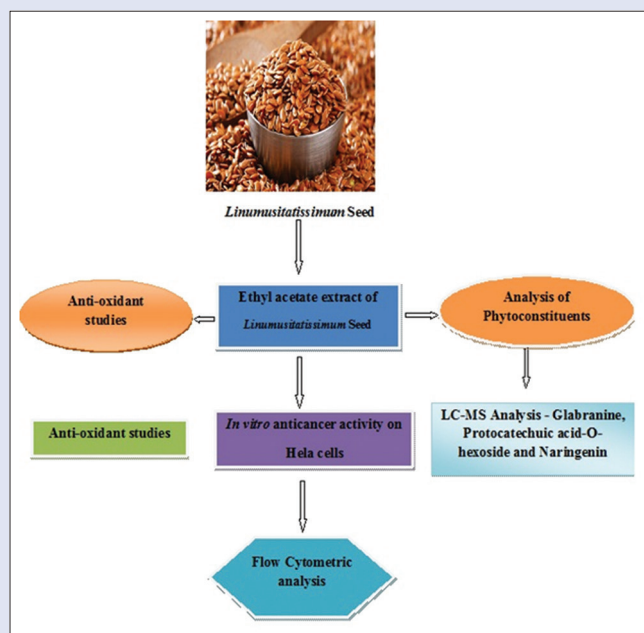 Linumusitatissimum Seed
Anti-oxidant
studies
Ethyl acetate extract of
Linumusitatissimum Seed
Analysis of
Phytoconstituents
Anti-oxidant studies
In vitro anticancer activity on
Hela cells
LC-MS Analysis - Glabranine,
Protocatechuic acid-O-
hexoside and Naringenin
Flow Cytometric
analysis